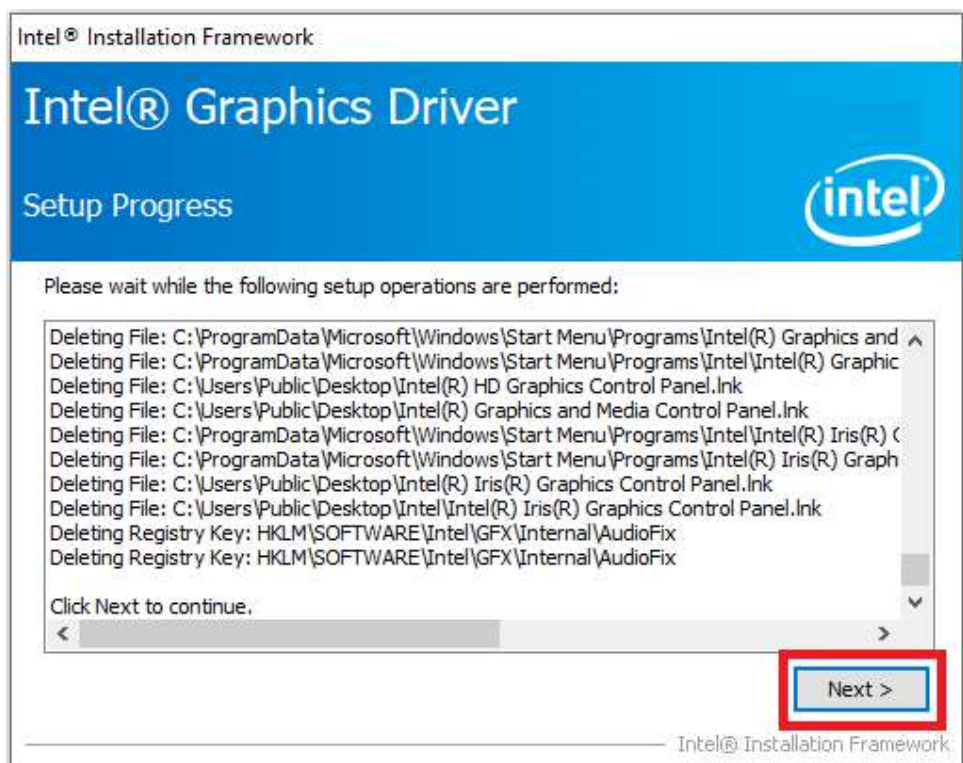 Intel® Installation Framework
Intel® Graphics Driver
Setup Progress
intel
Please wait while the following setup operations are performed:
Deleting File: C:\ProgramData\Microsoft\Windows\Start Menu\Programs\Intel(R) Graphics and
Deleting File: C:\ProgramData\Microsoft\Windows\Start Menu\Programs\Intel\Intel(R) Graphic
Deleting File: C:\Users\Public\Desktop\Intel(R) HD Graphics Control Panel.lnk
Deleting File: C:\Users\Public\Desktop\Intel(R) Graphics and Media Control Panel.lnk
Deleting File: C:\ProgramData\Microsoft\Windows\Start Menu\Programs\Intel\Intel(R) Iris(R) G
Deleting File: C:\ProgramData\Microsoft\Windows\Start Menu\Programs\Intel(R) Iris(R) Graph
Deleting File: C:\Users\Public\Desktop\Intel(R) Iris(R) Graphics Control Panel.lnk
Deleting File: C:\Users\Public\Desktop\Intel\Intel(R) Iris(R) Graphics Control Panel.lnk
Deleting Registry Key: HKLM\SOFTWARE\Intel\GFX\Internal\AudioFix
Deleting Registry Key: HKLM\SOFTWARE\Intel\GFX\Internal\AudioFix
Click Next to continue.
Next >
Intel® Installation Framework